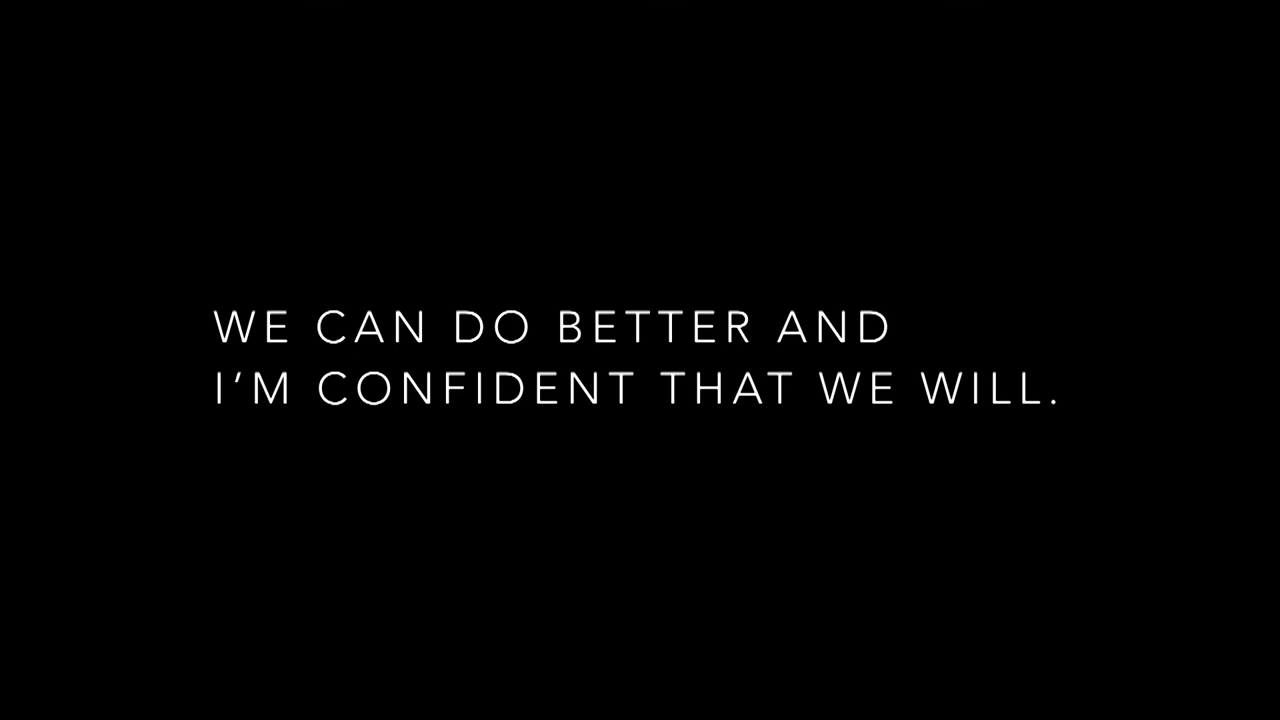 WE CAN DO BETTER AND
I‘M CONFIDENT THAT WE WILL.